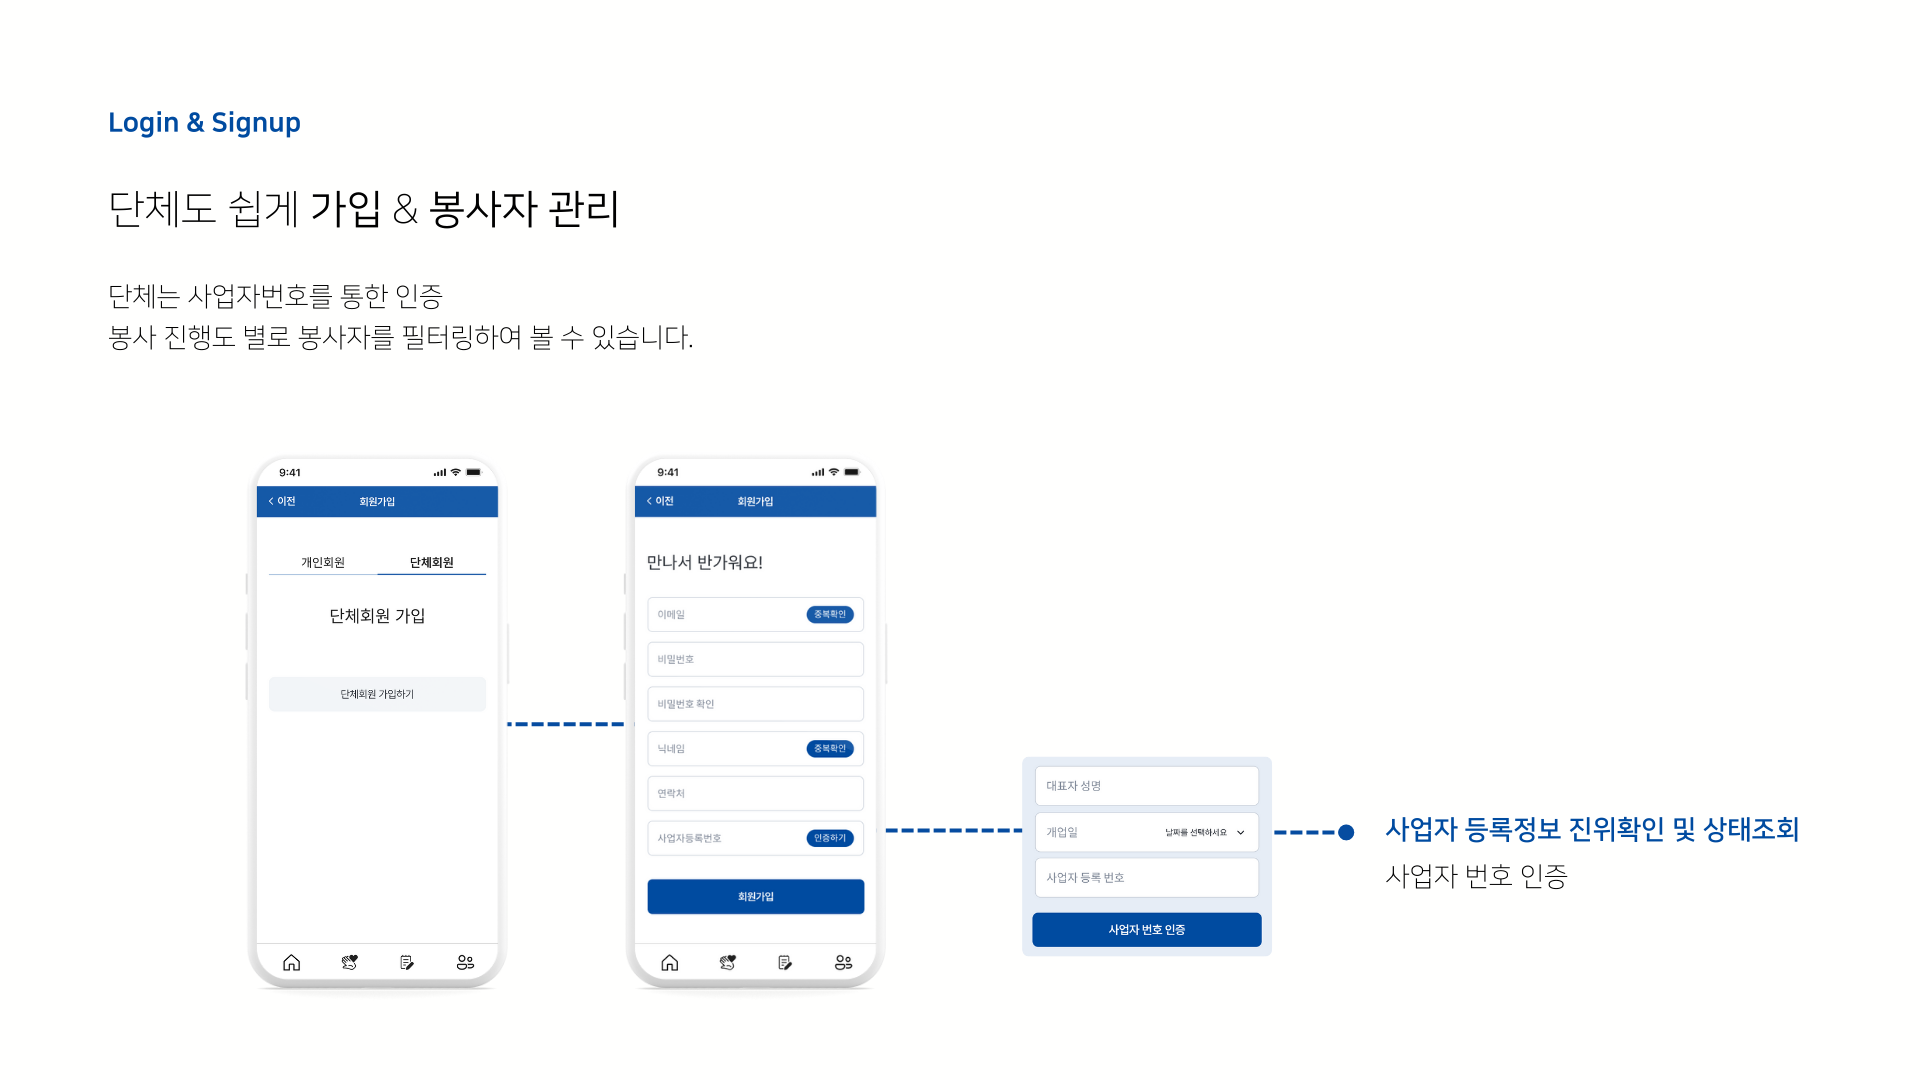 Login & Signup
단체도 쉽게 가입 & 봉사자 관리
단체는 사업자번호를 통한 인증
봉사 진행도 별로 봉사자를 필터링하여 볼 수 있습니다.
9:41
이전 회원가입
개인회원 단체회원
단체회원 가입
단체회원 가입하기
9:41
이전 회원가입
만나서 반가워요!
이메일 중복확인
비밀번호
비밀번호 확인
닉네임 중복확인
연락처
사업자등록번호 인증하기
회원가입
대표자 성명
개업일 날짜를 선택하세요
사업자 등록 번호
사업자 번호 인증
사업자 등록정보 진위확인 및 상태조회
사업자 번호 인증